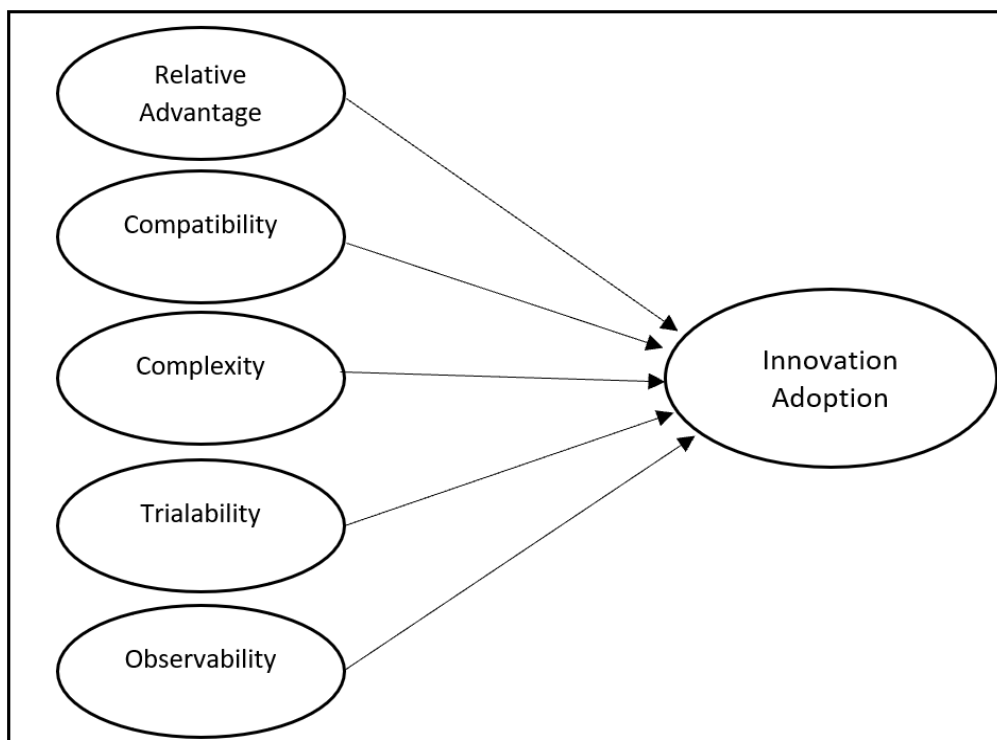 Relative
Advantage
Compatibility
Complexity
Trialability
Observability
Innovation
Adoption